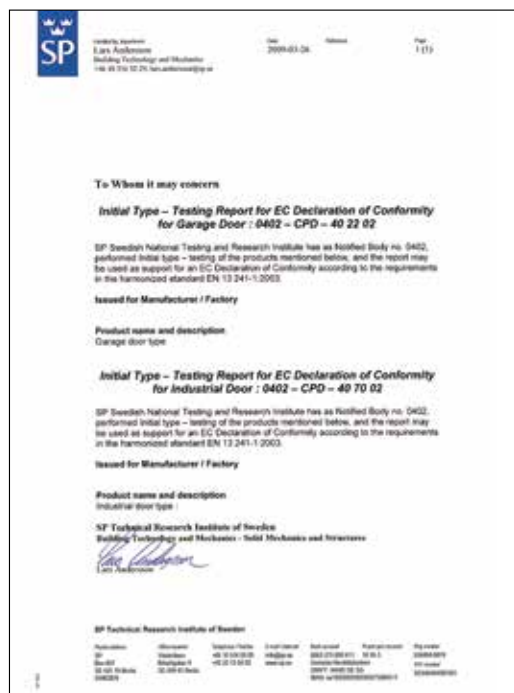 SP
Handled by, department
Lars Andersson
Building Technology and Mechanics
Date
2009-03-26
Reference
Page
1 (1)
To Whom it may concern
Initial Type – Testing Report for EC Declaration of Conformity
for Garage Door : 0402 – CPD – 40 22 02
SP Swedish National Testing and Research Institute has as Notified Body no. 0402,
performed Initial type – testing of the products mentioned below, and the report may
be used as support for an EC Declaration of Conformity according to the requirements
in the harmonized standard EN 13 241-1:2003.
Issued for Manufacturer / Factory
Product name and description
Garage door type
Initial Type – Testing Report for EC Declaration of Conformity
for Industrial Door : 0402 – CPD – 40 70 02
SP Swedish National Testing and Research Institute has as Notified Body no. 0402,
performed Initial type – testing of the products mentioned below, and the report may
be used as support for an EC Declaration of Conformity according to the requirements
in the harmonized standard EN 13 241-1:2003.
Issued for Manufacturer / Factory
Product name and description
Industrial door type :
SP Technical Research Institute of Sweden
Building Technology and Mechanics - Solid Mechanics and Structures
Lars Andersson
Lars Andersson
SP Technical Research Institute of Sweden